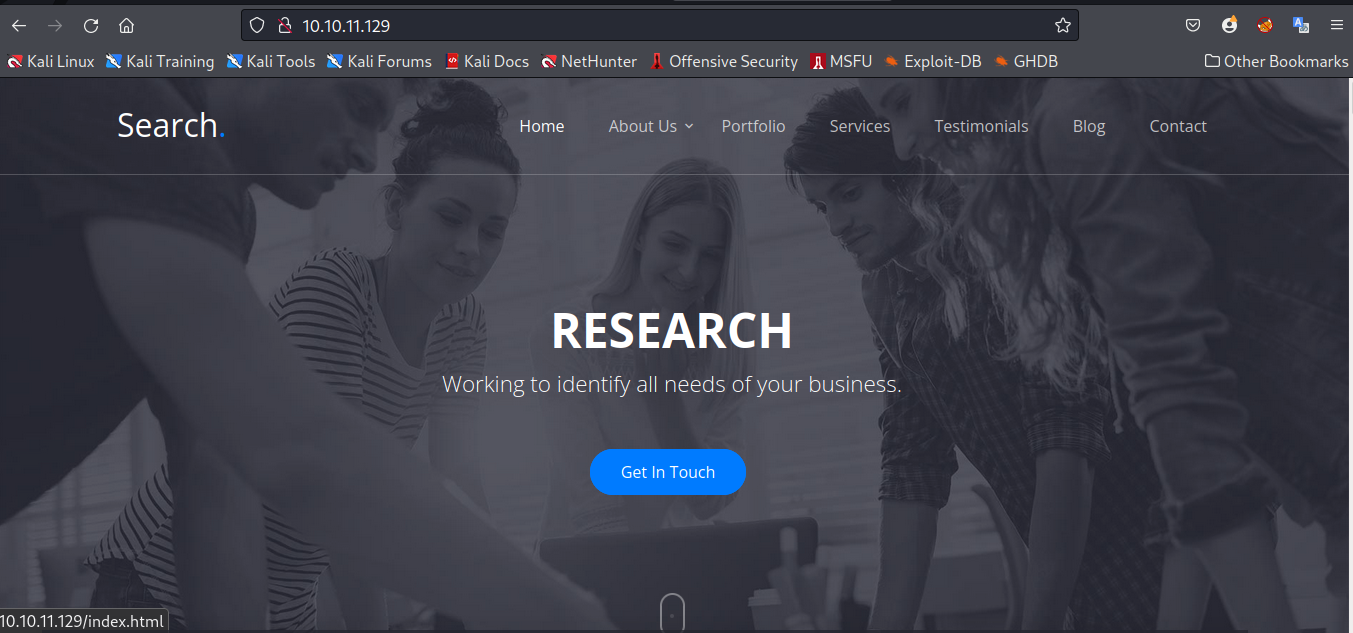 10.10.11.129
Kali Linux Kali Training Kali Tools Kali Forums Kali Docs NetHunter Offensive Security MSFU Exploit-DB GHDB Other Bookmarks
Search. Home About Us Portfolio Services Testimonials Blog Contact
RESEARCH
Working to identify all needs of your business.
Get In Touch
10.10.11.129/index.html